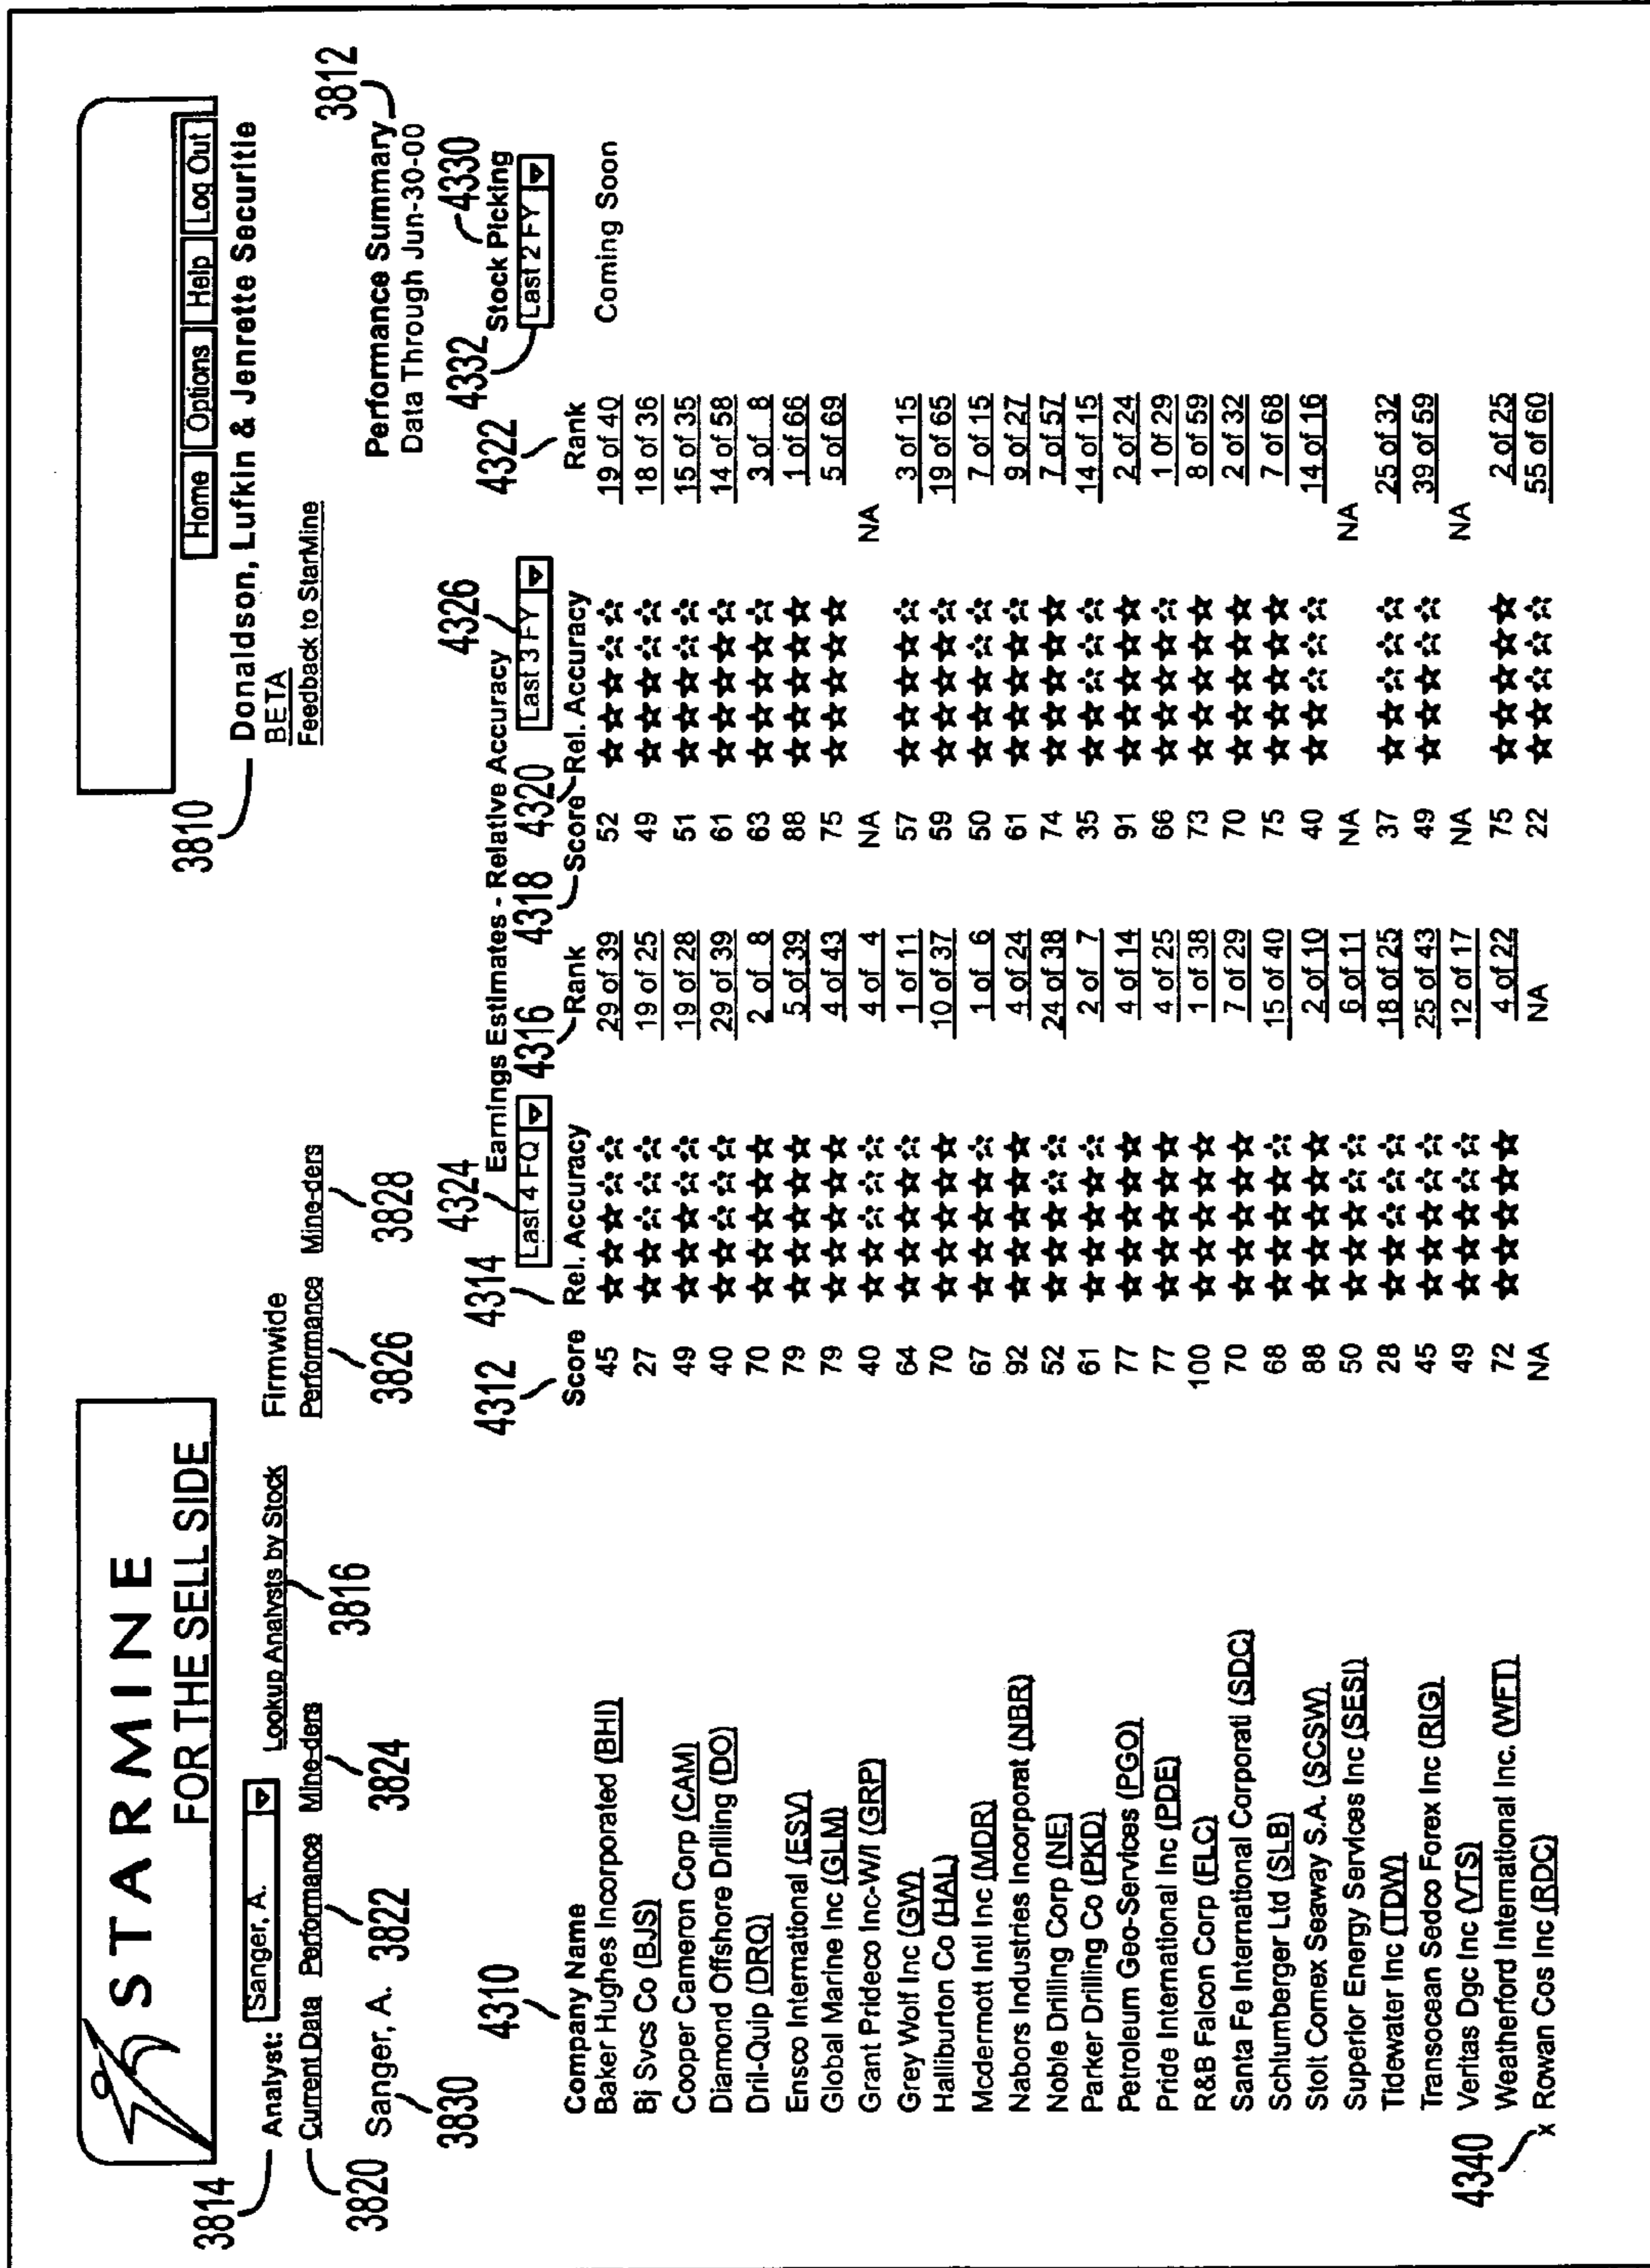 STARMINE
FOR THE SELL SIDE
3810
Home Options Help Log Out
3814 Analyst: Sanger, A. Lookup Analysts by Stock Firmwide Donaldson, Lufkin & Jenrette Securitie
BETA
3820 Current Data Performance Mine-ders 3816 Performance Mine-ders Feedback to StarMine
3830 Sanger, A. 3822 3824 3826 3828 Performance Summary 3812
Data Through Jun-30-00
4310 4312 4314 4324 Earnings Estimates - Relative Accuracy 4326 4322 4332 Stock Picking 4330
Last 4 FQ 4316 4318 4320 Last 3 FY Last 2 FY
Company Name Score Rel. Accuracy Rank Score Rel. Accuracy Rank
Baker Hughes Incorporated (BHI) 45 29 of 39 52 19 of 40 Coming Soon
Bj Svcs Co (BJS) 27 19 of 25 49 18 of 36
Cooper Cameron Corp (CAM) 49 19 of 28 51 15 of 35
Diamond Offshore Drilling (DO) 40 29 of 39 61 14 of 58
Dril-Quip (DRQ) 70 2 of 8 63 3 of 8
Ensco International (ESV) 79 5 of 39 88 1 of 66
Global Marine Inc (GLM) 79 4 of 43 75 5 of 69
Grant Prideco Inc-W/I (GRP) 40 4 of 4 NA NA
Grey Wolf Inc (GW) 64 1 of 11 57 3 of 15
Halliburton Co (HAL) 70 10 of 37 59 19 of 65
Mcdermott Intl Inc (MDR) 67 1 of 6 50 7 of 15
Nabors Industries Incorporat (NBR) 92 4 of 24 61 9 of 27
Noble Drilling Corp (NE) 52 24 of 38 74 7 of 57
Parker Drilling Co (PKD) 61 2 of 7 35 14 of 15
Petroleum Geo-Services (PGO) 77 4 of 14 91 2 of 24
Pride International Inc (PDE) 77 4 of 25 66 1 of 29
R&B Falcon Corp (FLC) 100 1 of 38 73 8 of 59
Santa Fe International Corporati (SDC) 70 7 of 29 70 2 of 32
Schlumberger Ltd (SLB) 68 15 of 40 75 7 of 68
Stolt Comex Seaway S.A. (SCSW) 88 2 of 10 40 14 of 16
Superior Energy Services Inc (SESI) 50 6 of 11 NA NA
Tidewater Inc (TDW) 28 18 of 25 37 25 of 32
Transocean Sedco Forex Inc (RIG) 45 25 of 43 49 39 of 59
Veritas Dgc Inc (VTS) 49 12 of 17 NA NA
Weatherford International Inc. (WFT) 72 4 of 22 75 2 of 25
4340 x Rowan Cos Inc (RDC) NA NA 22 55 of 60